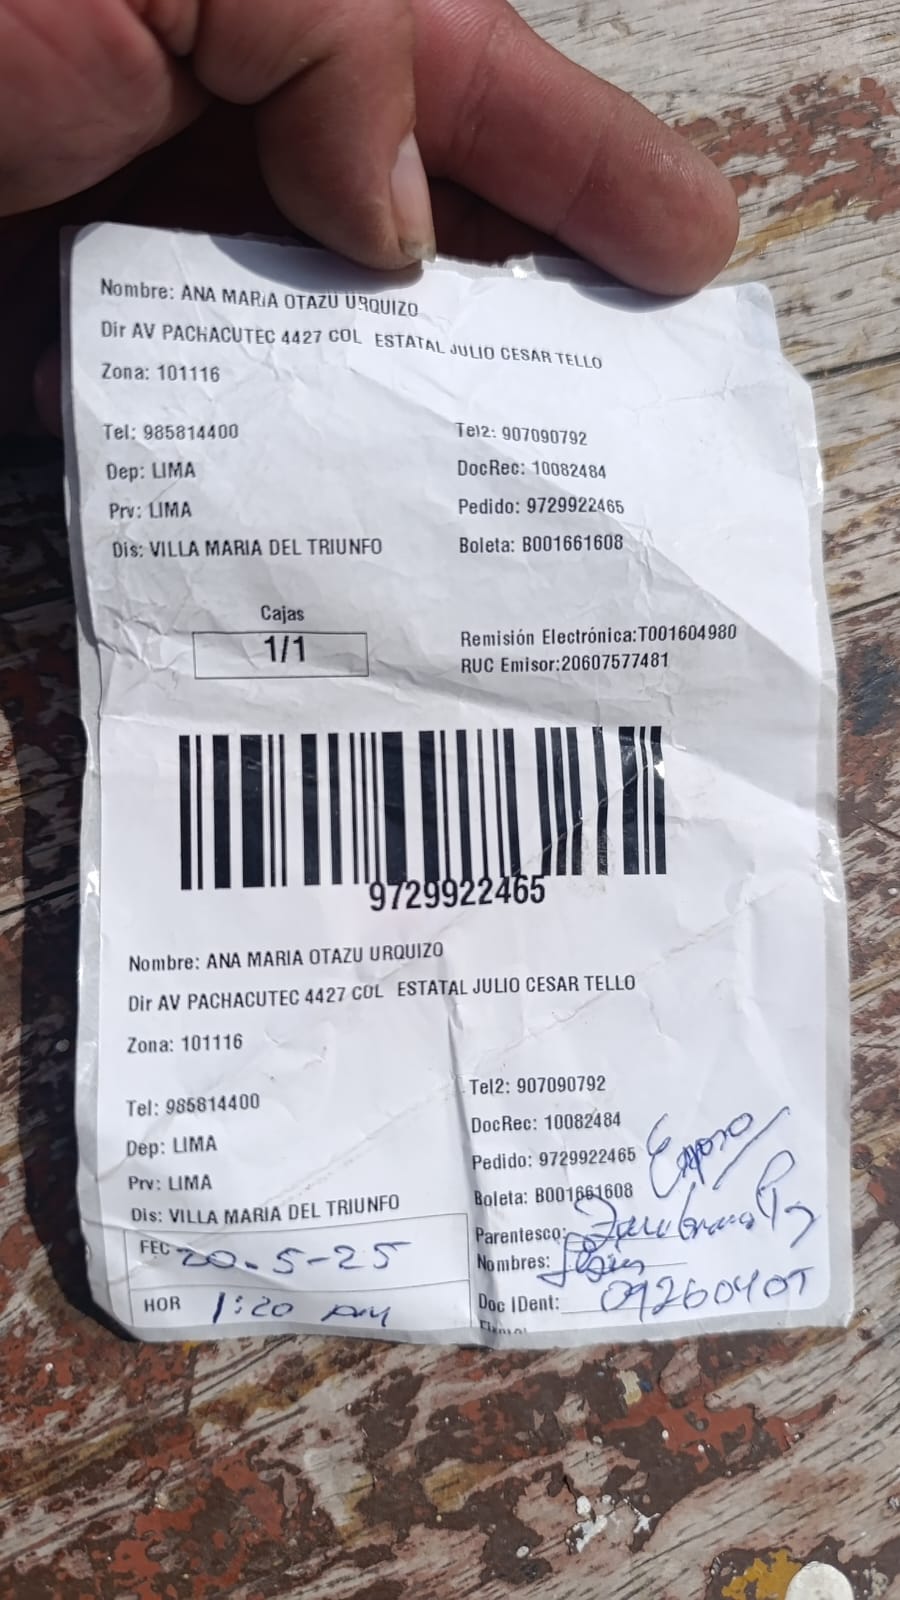 Nombre: ANA MARIA OTAZU URQUIZO
Dir AV PACHACUTEC 4427 COL ESTATAL JULIO CESAR TELLO
Zona: 101116
Tel: 985814400 Tel2: 907090792
Dep: LIMA DocRec: 10082484
Prv: LIMA Pedido: 9729922465
Dis: VILLA MARIA DEL TRIUNFO Boleta: B001661608
Cajas
1/1
Remisión Electrónica:T001604980
RUC Emisor:20607577481
9729922465
Nombre: ANA MARIA OTAZU URQUIZO
Dir AV PACHACUTEC 4427 COL ESTATAL JULIO CESAR TELLO
Zona: 101116
Tel: 985814400 Tel2: 907090792
Dep: LIMA DocRec: 10082484
Prv: LIMA Pedido: 9729922465
Dis: VILLA MARIA DEL TRIUNFO Boleta: B001661608
Parentesco:
FEC 20-5-25 Nombres:
HOR 1:20 Doc IDent: